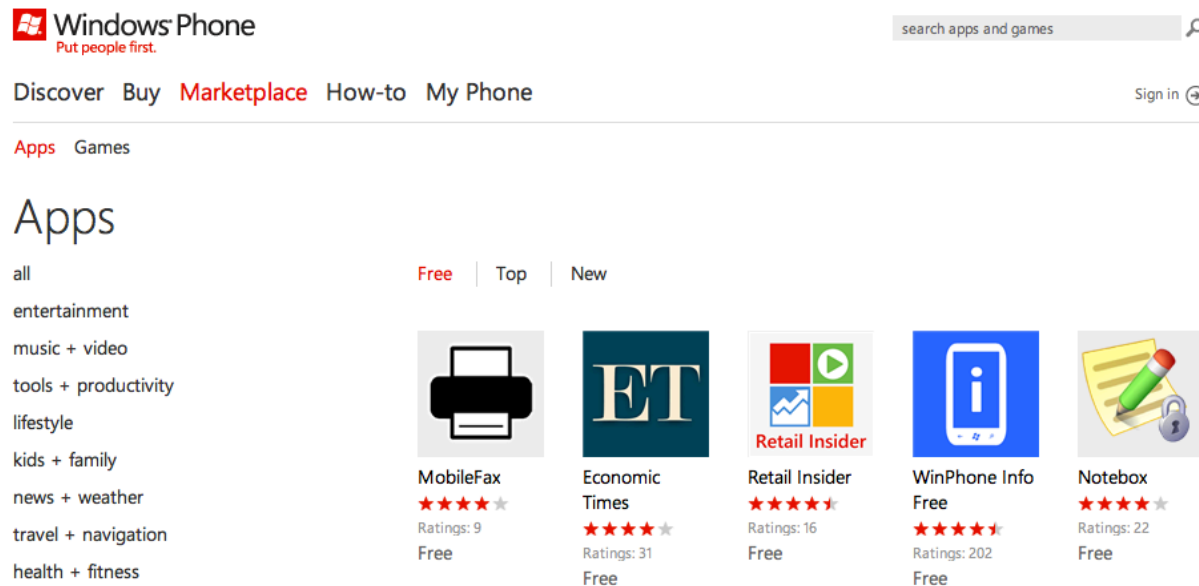 Windows Phone
Put people first.
search apps and games
Discover Buy Marketplace How-to My Phone
Sign in
Apps Games
Apps
all
entertainment
music + video
tools + productivity
lifestyle
kids + family
news + weather
travel + navigation
health + fitness
Free Top New
MobileFax
Ratings: 9
Free
ET
Economic
Times
Ratings: 31
Free
Retail Insider
Retail Insider
Ratings: 16
Free
i
WinPhone Info
Free
Ratings: 202
Free
Notebox
Ratings: 22
Free